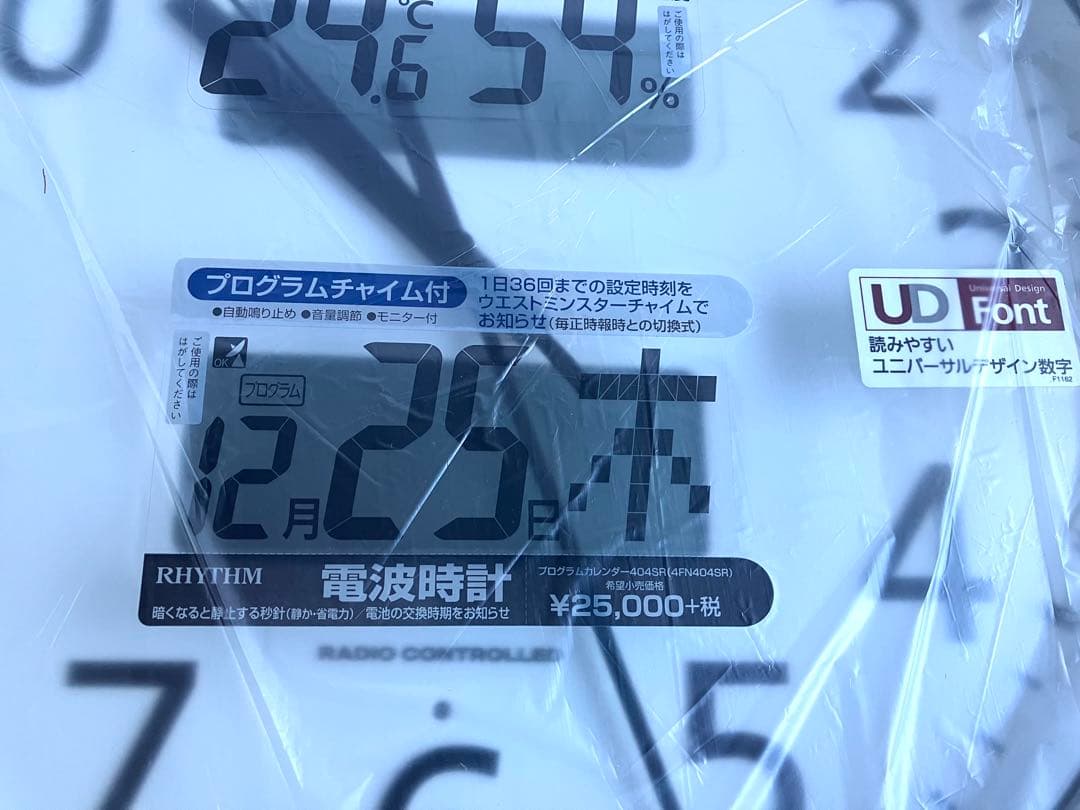 0
24.6℃ 54%
ご使用の際は
はがしてください
2
プログラムチャイム付
●自動鳴り止め ●音量調節 ●モニター付
1日36回までの設定時刻を
ウエストミンスターチャイムで
お知らせ(毎正時報時との切換式)
UD Universal Design Font
読みやすい
ユニバーサルデザイン数字
F1162
ご使用の際は
はがしてください
OK
プログラム
12月25日 木
4
RHYTHM 電波時計
暗くなると静止する秒針(静か・省電力)/電池の交換時期をお知らせ
プログラムカレンダー404SR(4FN404SR)
希望小売価格
¥25,000+税
RADIO CONTROLLED
7
5